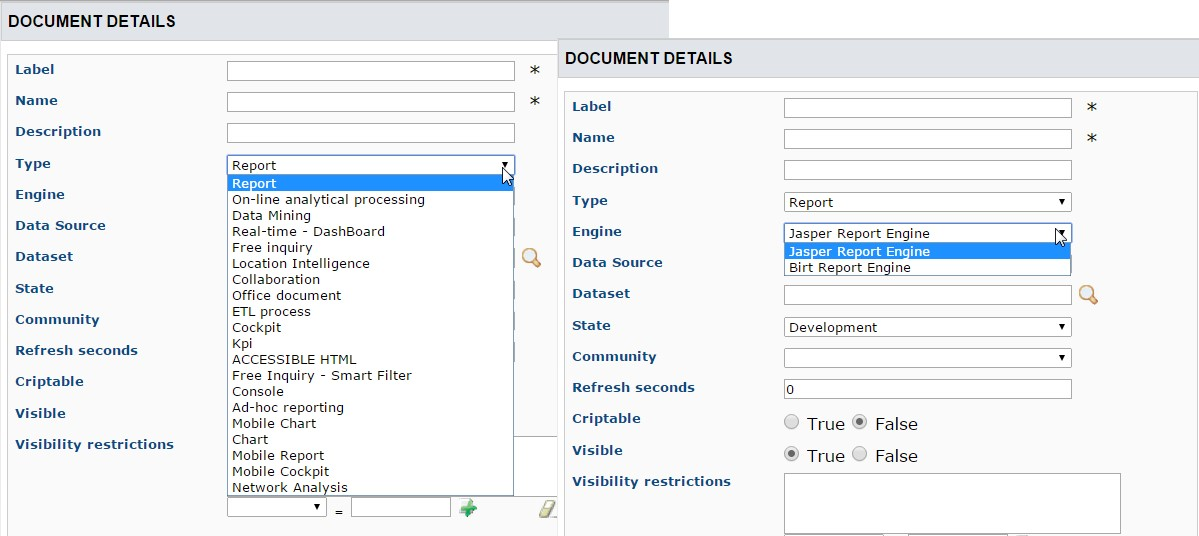 DOCUMENT DETAILS
Label *
Name *
Description
Type Report
Report
On-line analytical processing
Data Mining
Real-time - DashBoard
Free inquiry
Location Intelligence
Collaboration
Office document
ETL process
Cockpit
Kpi
ACCESSIBLE HTML
Free Inquiry - Smart Filter
Console
Ad-hoc reporting
Mobile Chart
Chart
Mobile Report
Mobile Cockpit
Network Analysis
Engine
Data Source
Dataset
State
Community
Refresh seconds
Criptable
Visible
Visibility restrictions
=
DOCUMENT DETAILS
Label *
Name *
Description
Type Report
Engine Jasper Report Engine
Jasper Report Engine
Birt Report Engine
Data Source
Dataset
State Development
Community
Refresh seconds 0
Criptable True False
Visible True False
Visibility restrictions